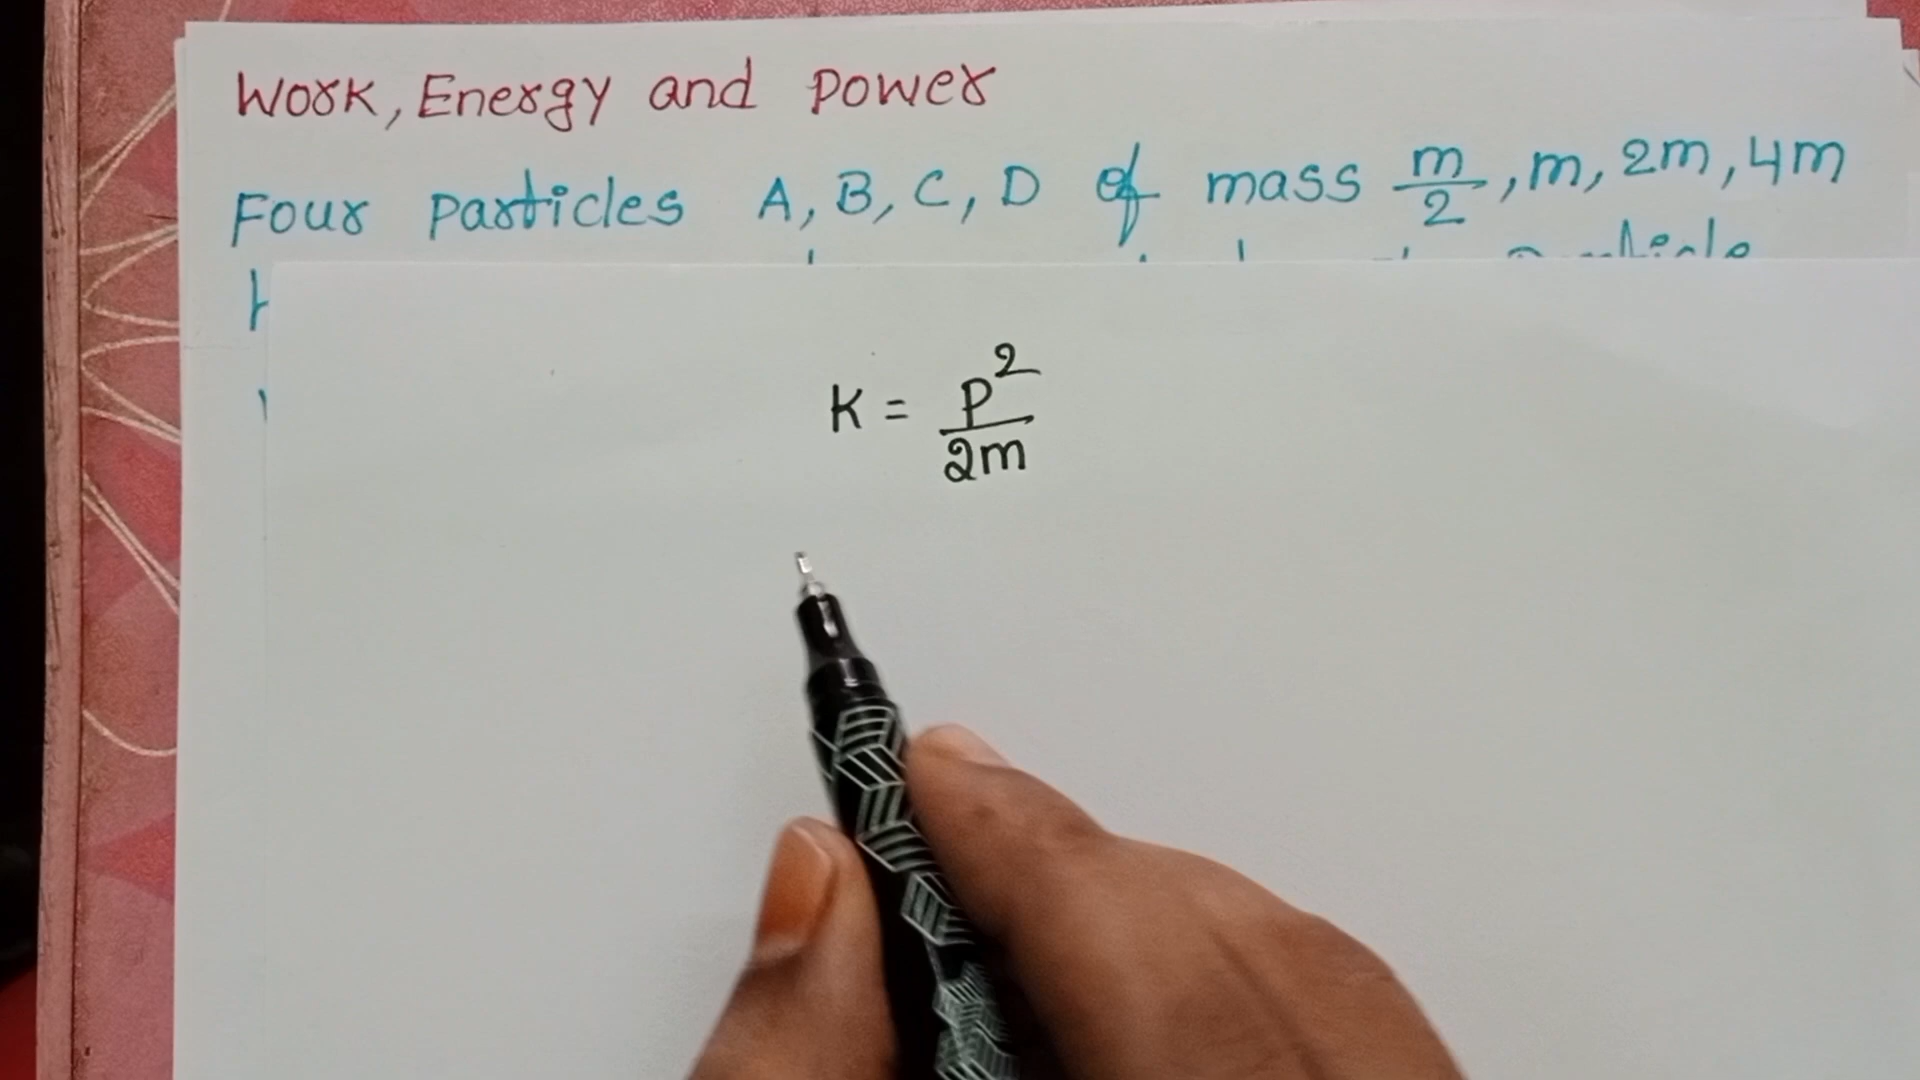 Work, Energy and power
Four particles A, B, C, D of mass m/2, m, 2m, 4m
K = p²/2m